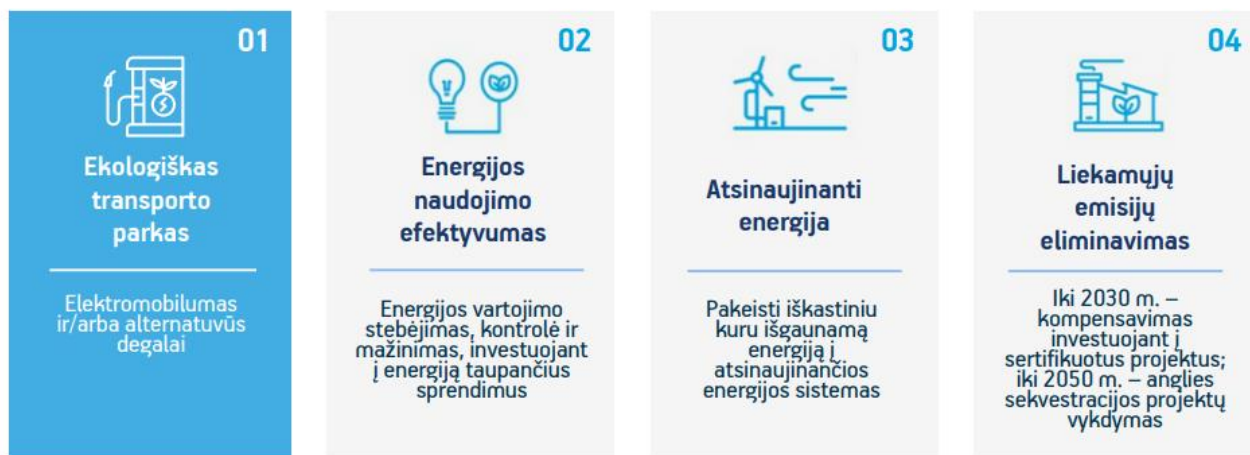 01
Ekologiškas
transporto
parkas
Elektromobilumas
ir/arba alternatuvūs
degalai
02
Energijos
naudojimo
efektyvumas
Energijos vartojimo
stebėjimas, kontrolė ir
mažinimas, investuojant
į energiją taupančius
sprendimus
03
Atsinaujinanti
energija
Pakeisti iškastiniu
kuru išgaunamą
energiją į
atsinaujinančios
energijos sistemas
04
Liekamųjų
emisijų
eliminavimas
Iki 2030 m. –
kompensavimas
investuojant į
sertifikuotus projektus;
iki 2050 m. – anglies
sekvestracijos projektų
vykdymas